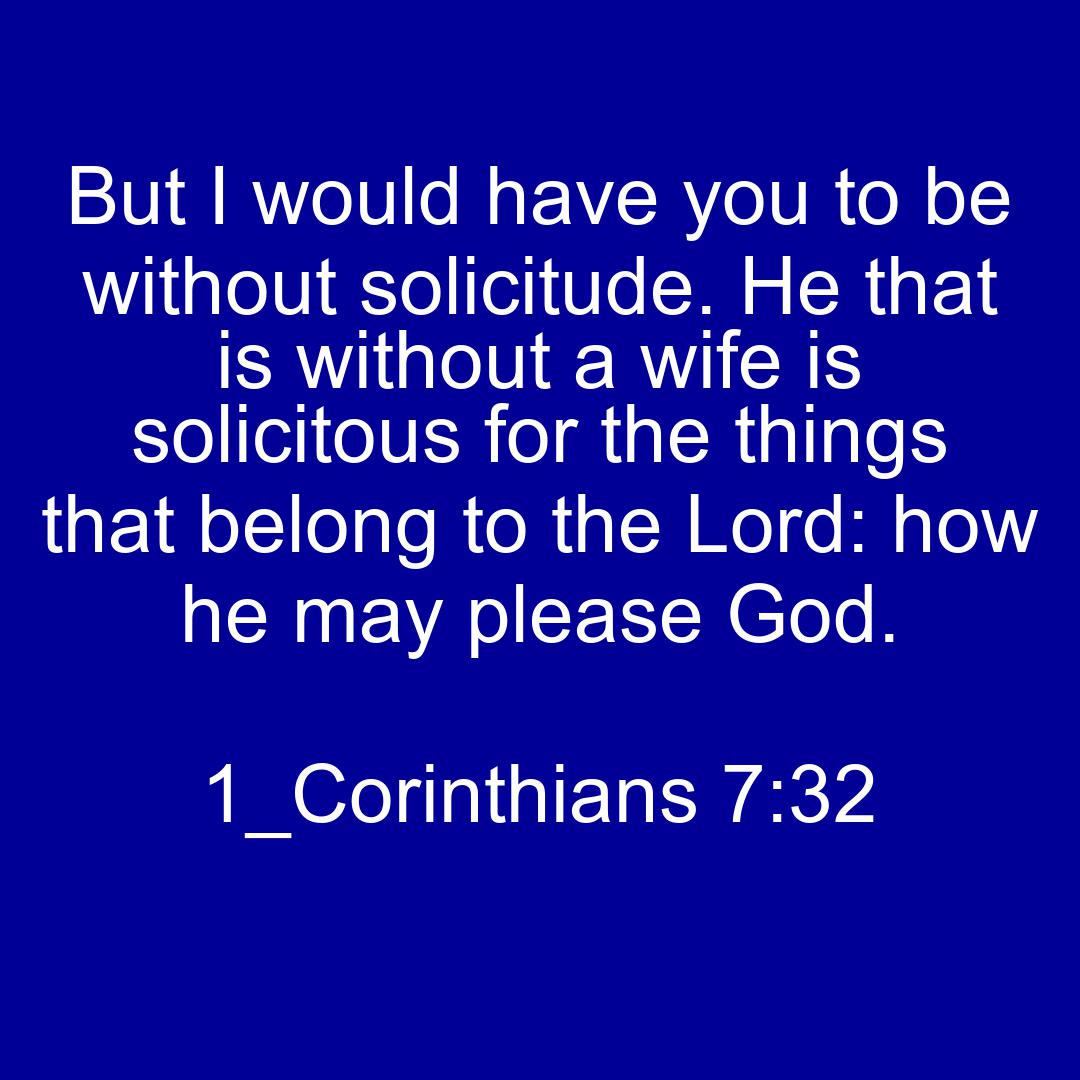 But I would have you to be
without solicitude. He that
is without a wife is
solicitous for the things
that belong to the Lord: how
he may please God.
1_Corinthians 7:32